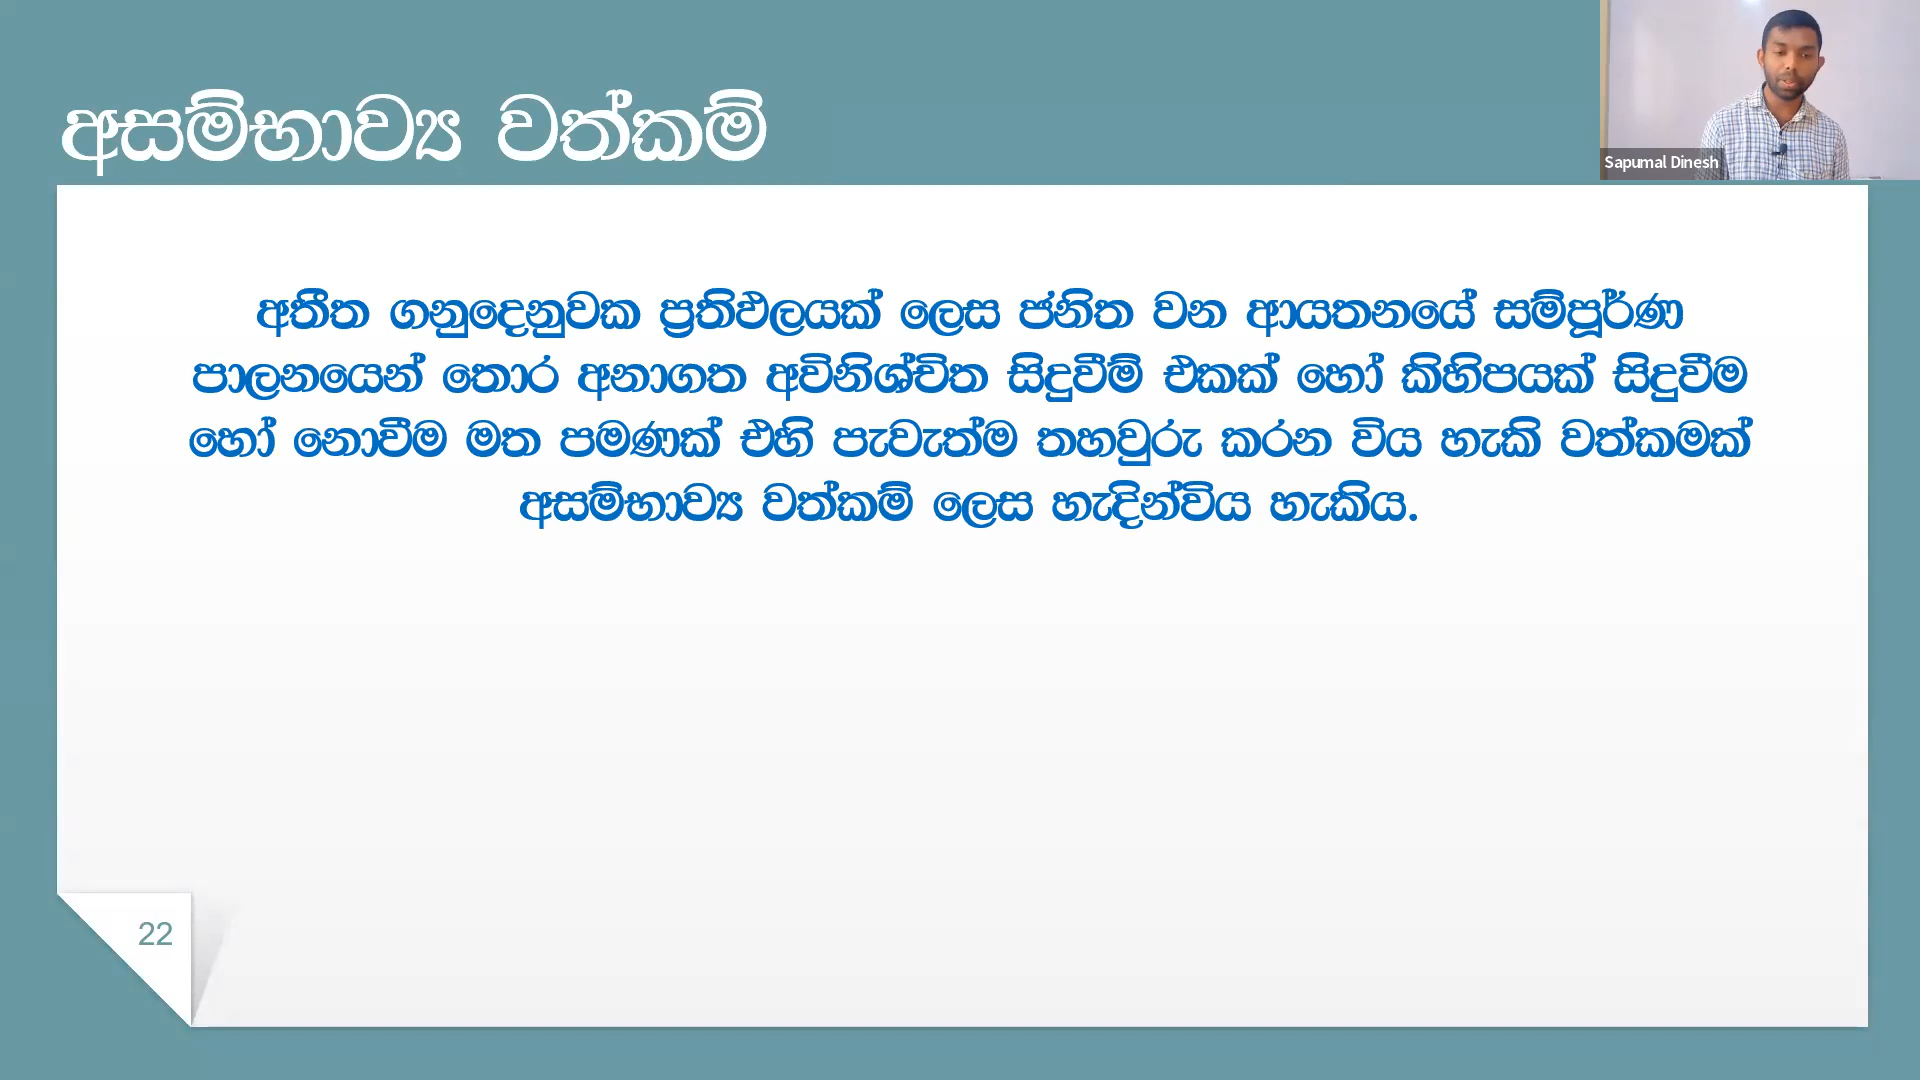 අසම්භාව්‍ය වත්කම්
Sapumal Dinesh
අතීත ගනුදෙනුවක ප්‍රතිඵලයක් ලෙස ජනිත වන ආයතනයේ සම්පූර්ණ
පාලනයෙන් තොර අනාගත අවිනිශ්චිත සිදුවීම් එකක් හෝ කිහිපයක් සිදුවීම
හෝ නොවීම මත පමණක් එහි පැවැත්ම තහවුරු කරන විය හැකි වත්කමක්
අසම්භාව්‍ය වත්කම් ලෙස හැදින්විය හැකිය.
22